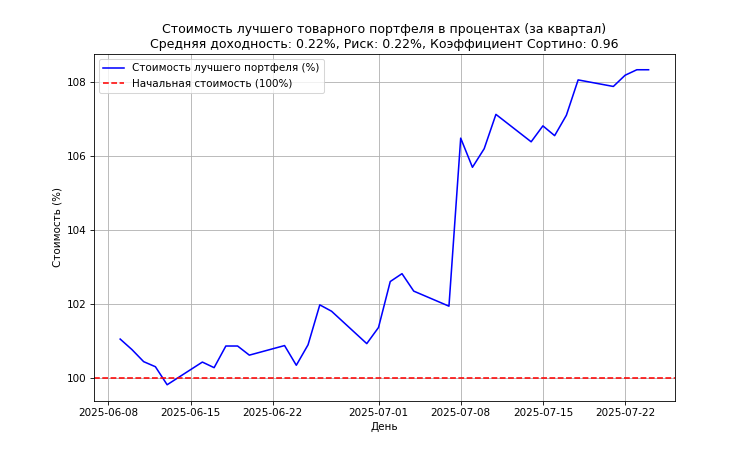 Стоимость лучшего товарного портфеля в процентах (за квартал)
Средняя доходность: 0.22%, Риск: 0.22%, Коэффициент Сортино: 0.96
Стоимость лучшего портфеля (%)
Начальная стоимость (100%)
Стоимость (%)
108
106
104
102
100
2025-06-08
2025-06-15
2025-06-22
2025-07-01
2025-07-08
2025-07-15
2025-07-22
День